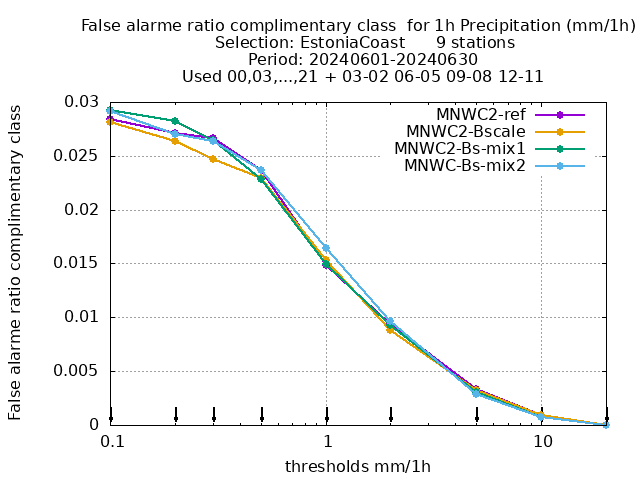 False alarme ratio complimentary class  for 1h Precipitation (mm/1h)
Selection: EstoniaCoast      9 stations
Period: 20240601-20240630
Used 00,03,...,21 + 03-02 06-05 09-08 12-11
False alarme ratio complimentary class
0.03
0.025
0.02
0.015
0.01
0.005
0
MNWC2-ref
MNWC2-Bscale
MNWC2-Bs-mix1
MNWC-Bs-mix2
0.1 1 10
thresholds mm/1h